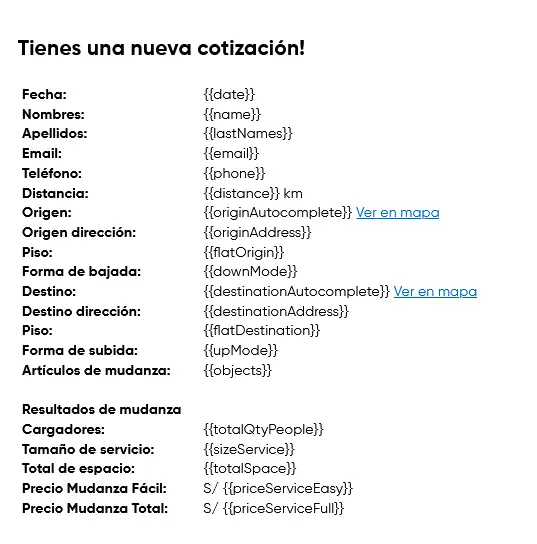 Tienes una nueva cotización!
Fecha: {{date}}
Nombres: {{name}}
Apellidos: {{lastNames}}
Email: {{email}}
Teléfono: {{phone}}
Distancia: {{distance}} km
Origen: {{originAutocomplete}} Ver en mapa
Origen dirección: {{originAddress}}
Piso: {{flatOrigin}}
Forma de bajada: {{downMode}}
Destino: {{destinationAutocomplete}} Ver en mapa
Destino dirección: {{destinationAddress}}
Piso: {{flatDestination}}
Forma de subida: {{upMode}}
Artículos de mudanza: {{objects}}
Resultados de mudanza
Cargadores: {{totalQtyPeople}}
Tamaño de servicio: {{sizeService}}
Total de espacio: {{totalSpace}}
Precio Mudanza Fácil: S/ {{priceServiceEasy}}
Precio Mudanza Total: S/ {{priceServiceFull}}